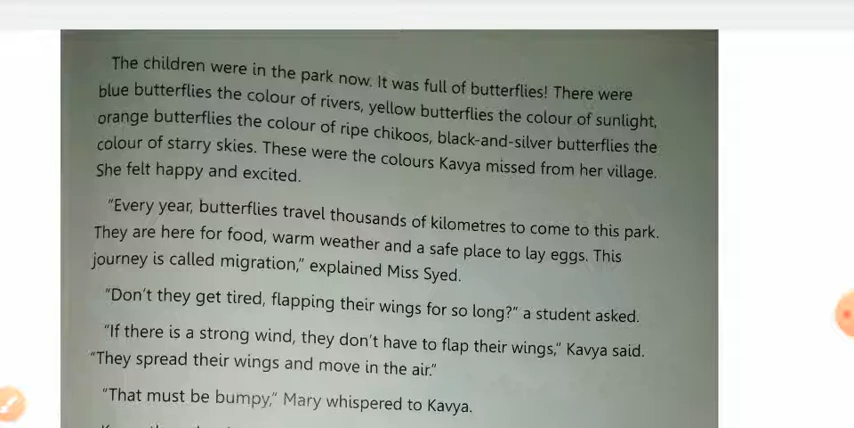 The children were in the park now. It was full of butterflies! There were
blue butterflies the colour of rivers, yellow butterflies the colour of sunlight,
orange butterflies the colour of ripe chikoos, black-and-silver butterflies the
colour of starry skies. These were the colours Kavya missed from her village.
She felt happy and excited.
"Every year, butterflies travel thousands of kilometres to come to this park.
They are here for food, warm weather and a safe place to lay eggs. This
journey is called migration," explained Miss Syed.
"Don't they get tired, flapping their wings for so long?" a student asked.
"If there is a strong wind, they don't have to flap their wings," Kavya said.
"They spread their wings and move in the air."
"That must be bumpy," Mary whispered to Kavya.